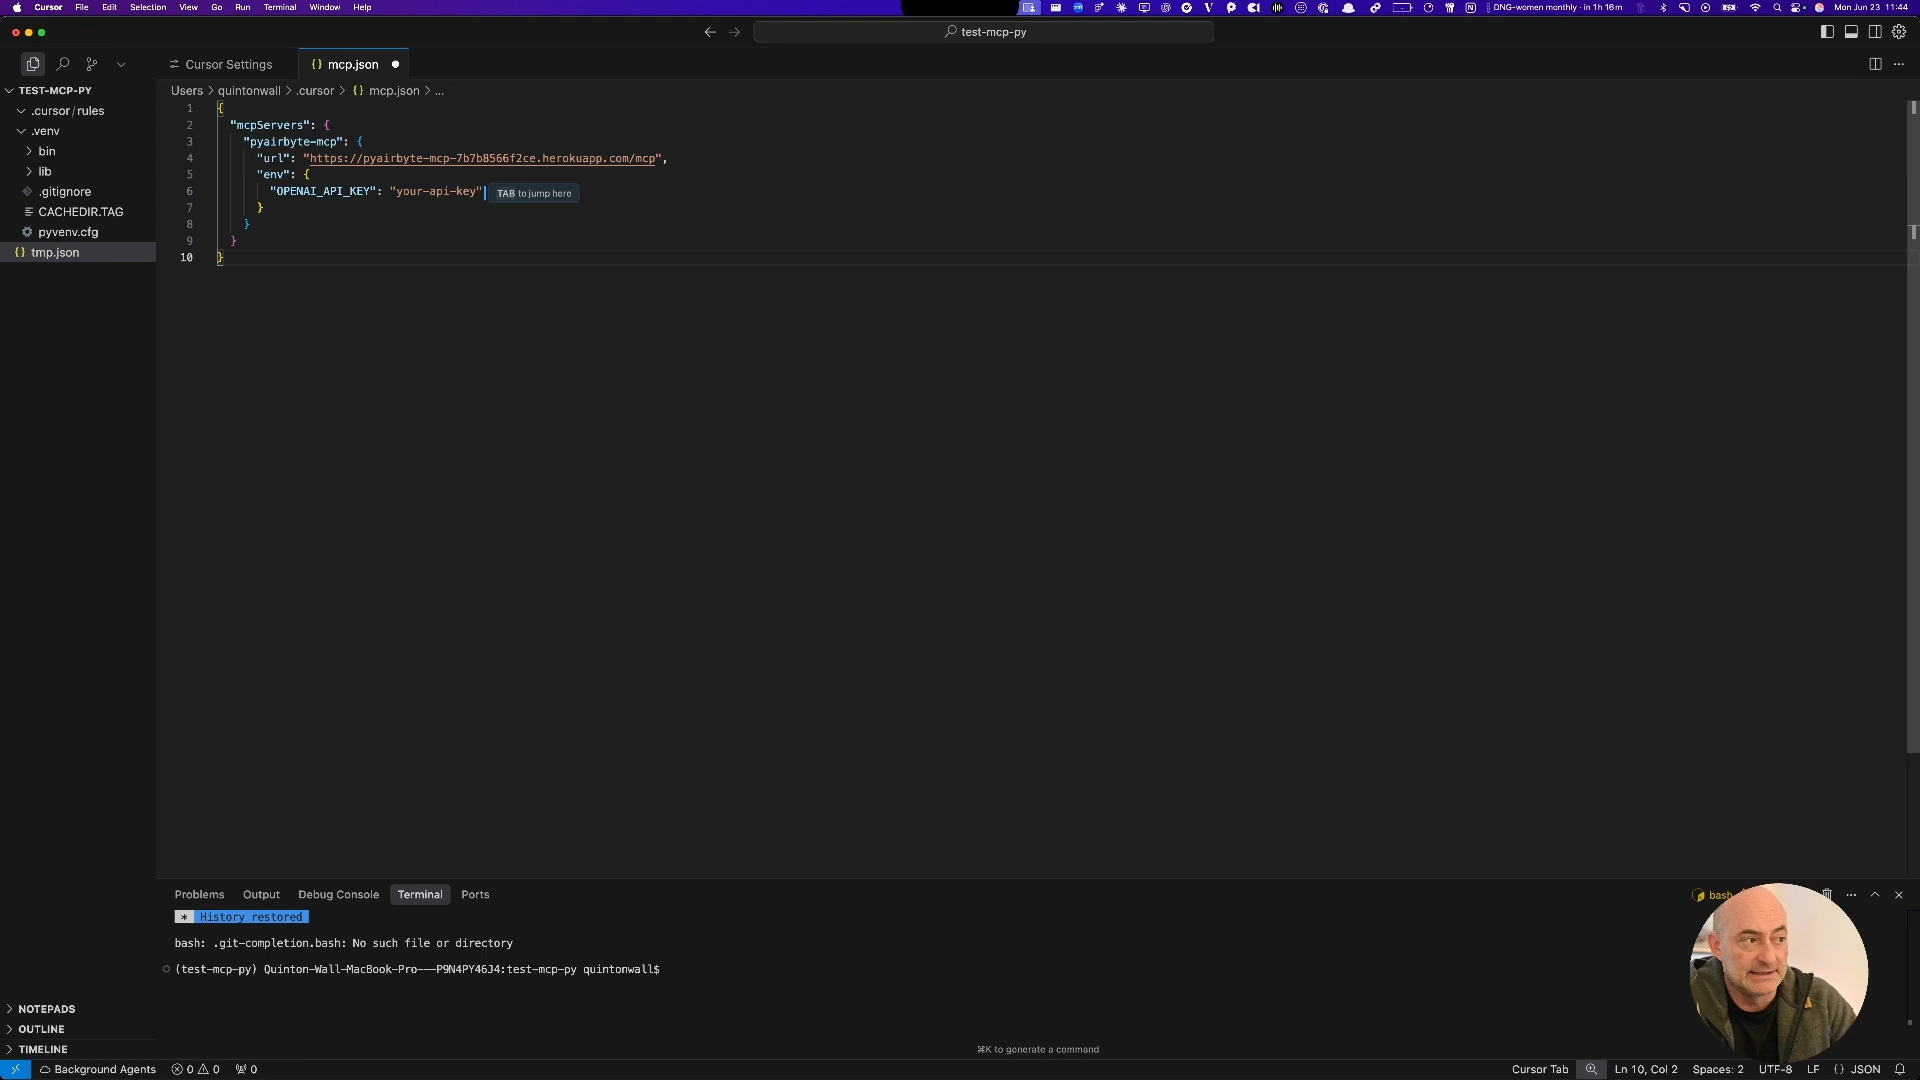 Cursor File Edit Selection View Go Run Terminal Window Help DNG-women monthly · in 1h 16m Mon Jun 23 11:44
test-mcp-py
Cursor Settings
mcp.json
TEST-MCP-PY
.cursor/rules
.venv
bin
lib
.gitignore
CACHEDIR.TAG
pyvenv.cfg
tmp.json
Users > quintonwall > .cursor > {} mcp.json > ...
1 {
2 "mcpServers": {
3 "pyairbyte-mcp": {
4 "url": "https://pyairbyte-mcp-7b7b8566f2ce.herokuapp.com/mcp",
5 "env": {
6 "OPENAI_API_KEY": "your-api-key" TAB to jump here
7 }
8 }
9 }
10 }
Problems Output Debug Console Terminal Ports
bash
* History restored
bash: .git-completion.bash: No such file or directory
(test-mcp-py) Quinton-Wall-MacBook-Pro---P9N4PY46J4:test-mcp-py quintonwall$
NOTEPADS
OUTLINE
TIMELINE
⌘K to generate a command
Background Agents 0 0 0 Cursor Tab Ln 10, Col 2 Spaces: 2 UTF-8 LF {} JSON